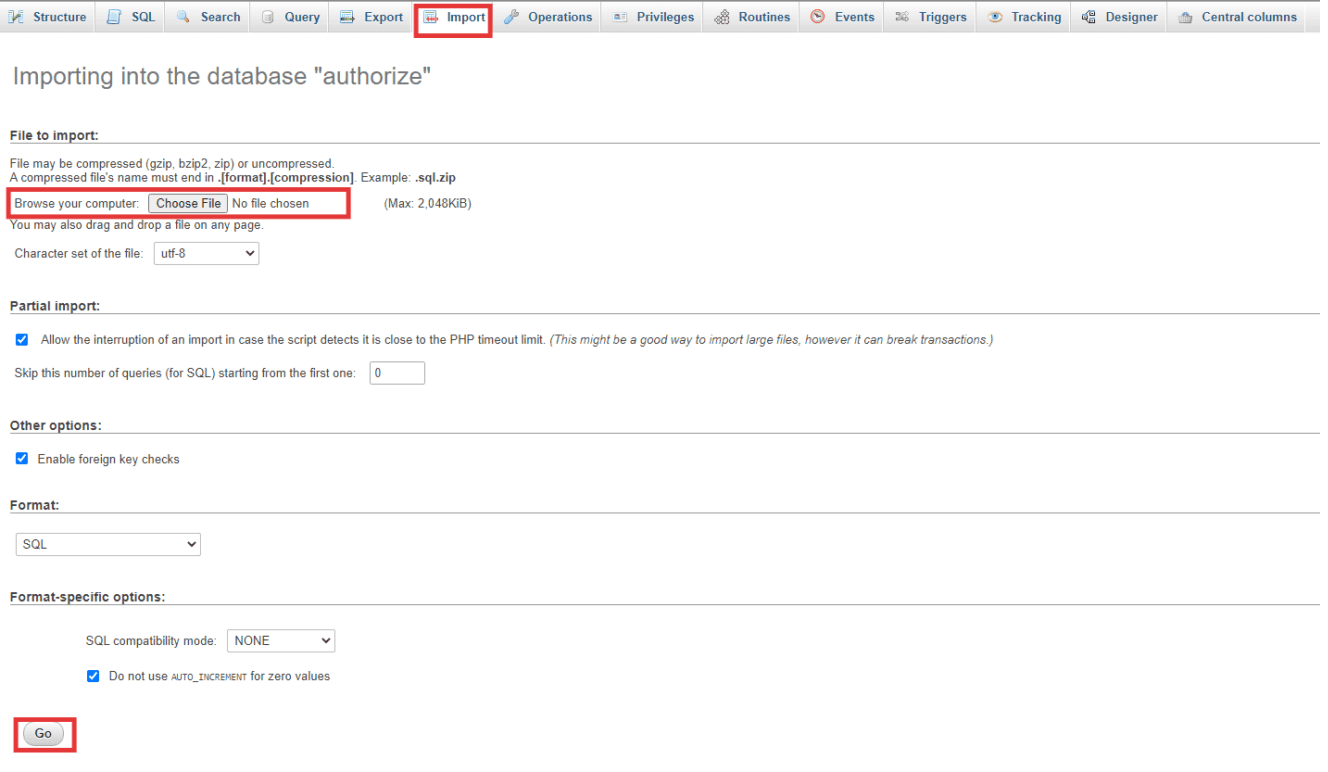 Structure SQL Search Query Export Import Operations Privileges Routines Events Triggers Tracking Designer Central columns
Importing into the database "authorize"
File to import:
File may be compressed (gzip, bzip2, zip) or uncompressed.
A compressed file's name must end in .[format].[compression]. Example: .sql.zip
Browse your computer: Choose File No file chosen (Max: 2,048KiB)
You may also drag and drop a file on any page.
Character set of the file: utf-8
Partial import:
Allow the interruption of an import in case the script detects it is close to the PHP timeout limit. (This might be a good way to import large files, however it can break transactions.)
Skip this number of queries (for SQL) starting from the first one: 0
Other options:
Enable foreign key checks
Format:
SQL
Format-specific options:
SQL compatibility mode: NONE
Do not use AUTO_INCREMENT for zero values
Go